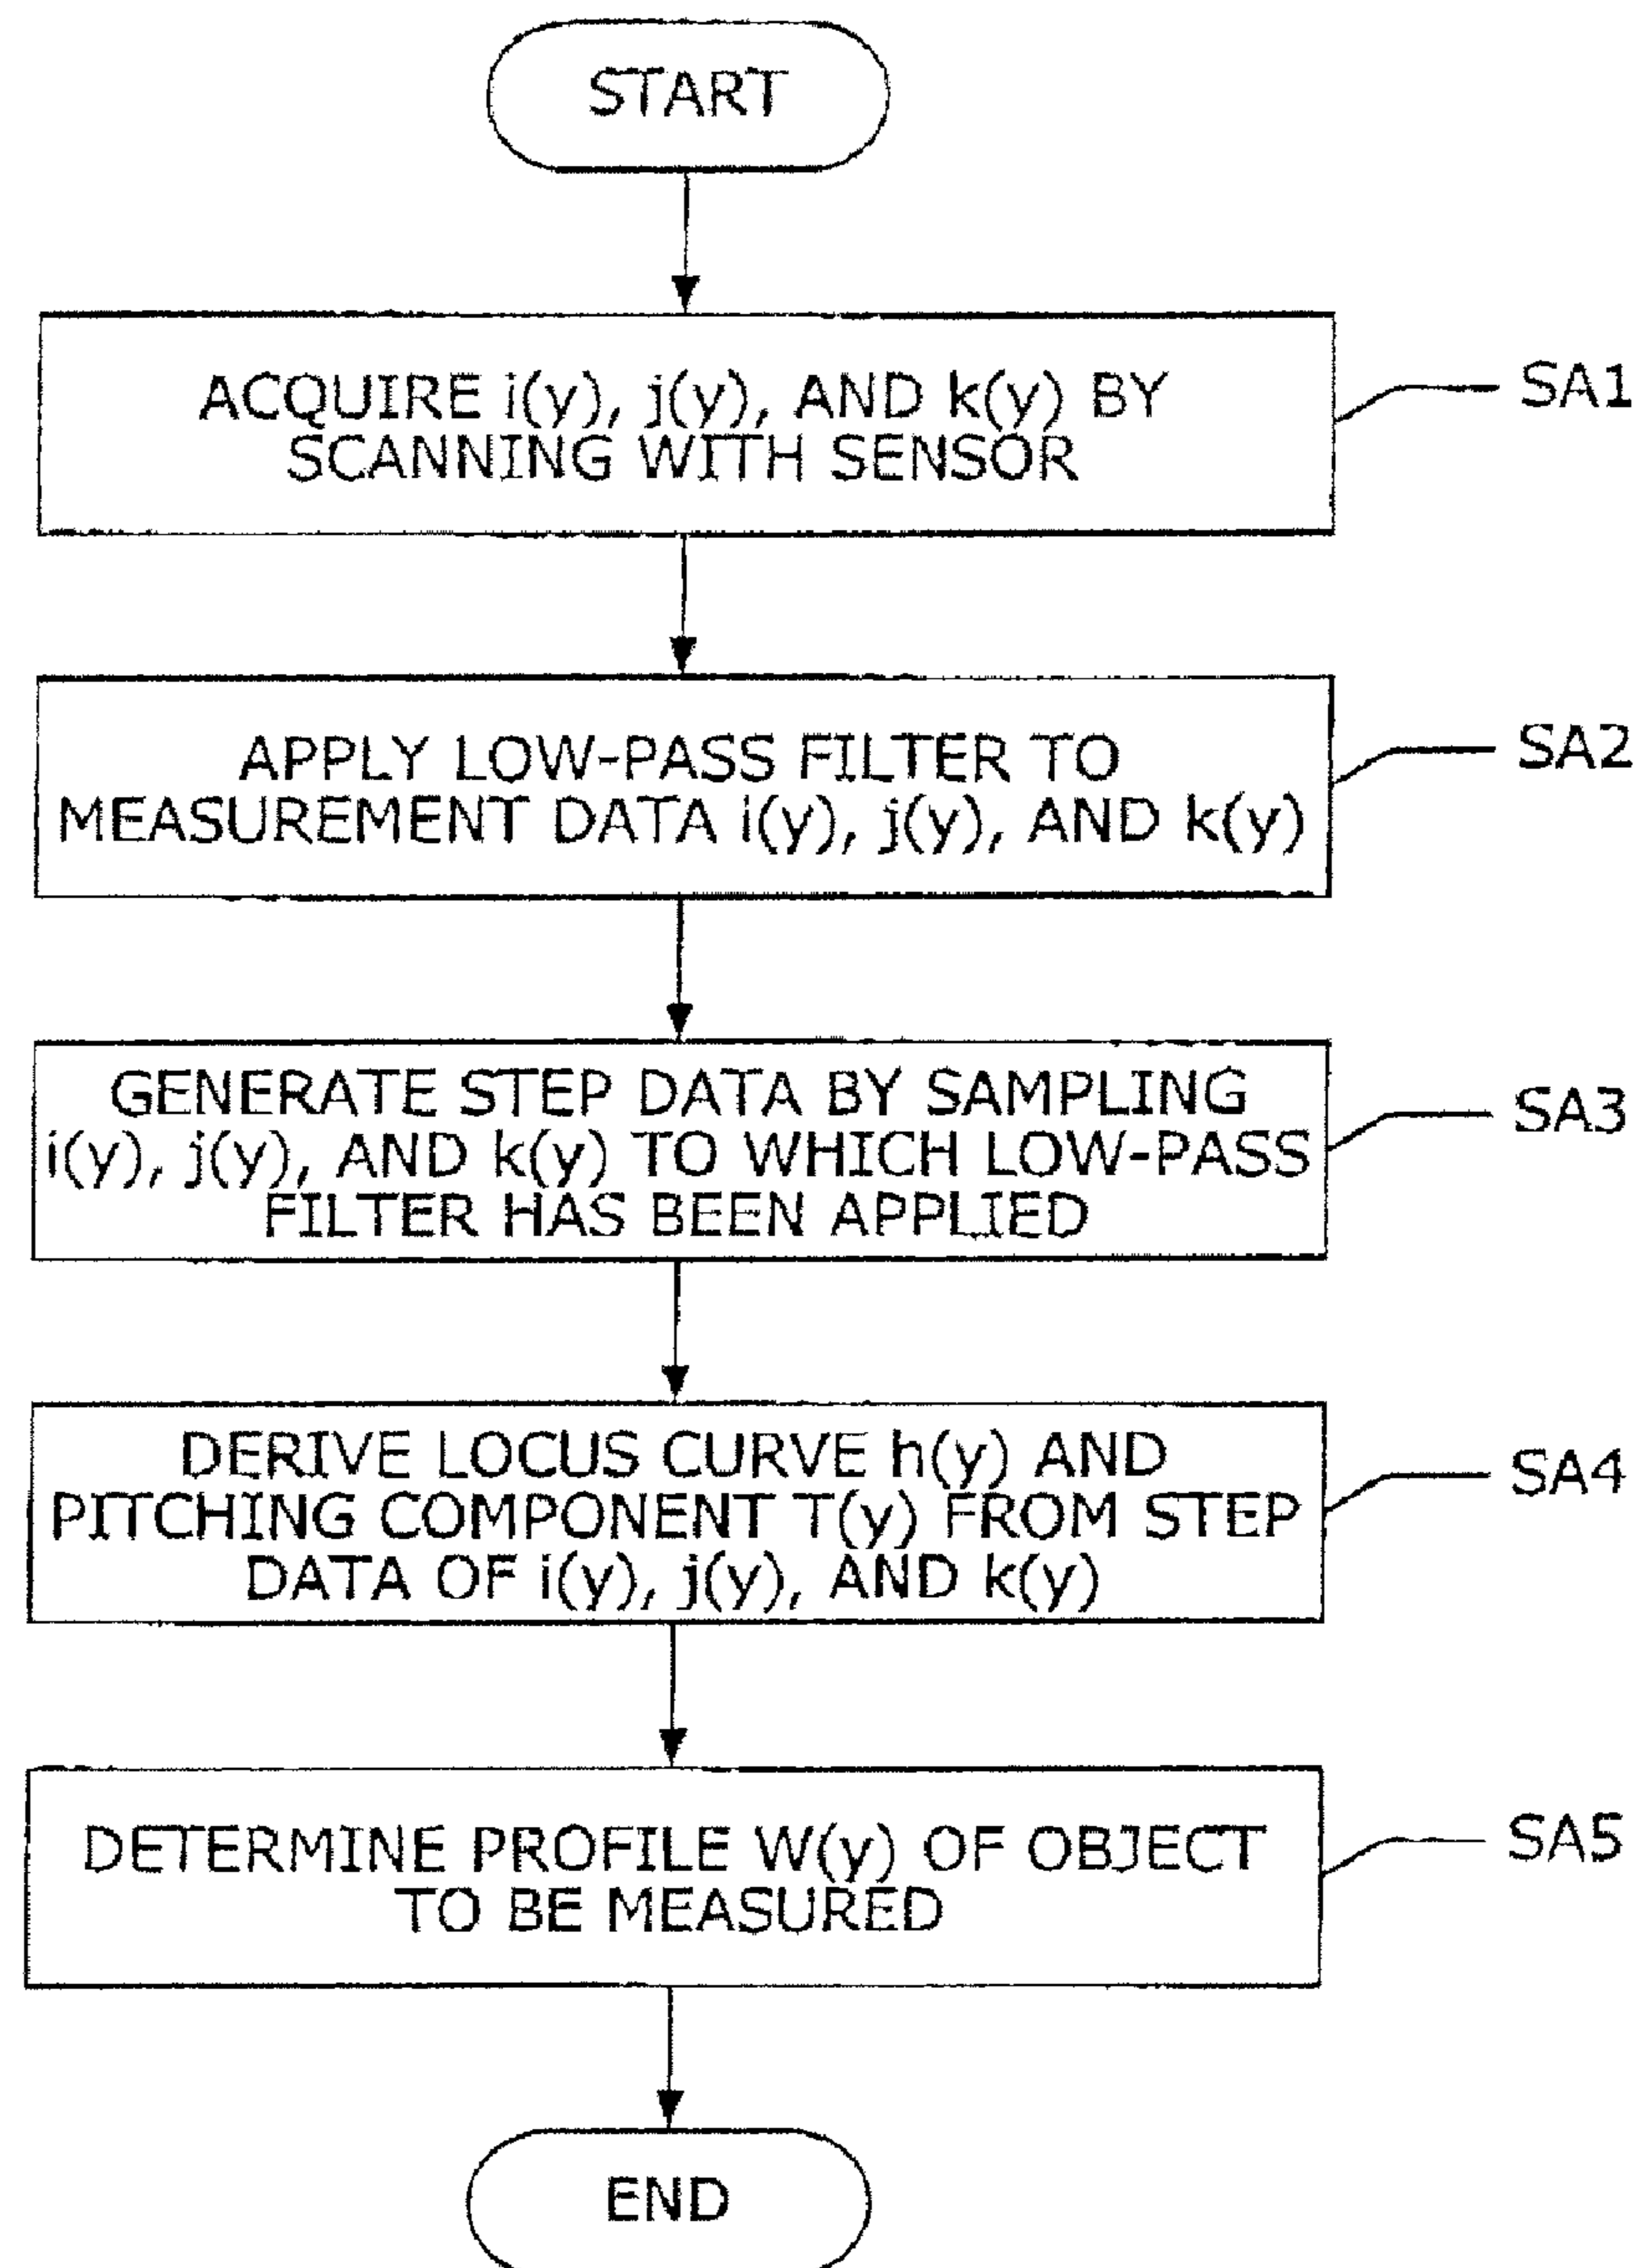 START
ACQUIRE i(y), j(y), AND k(y) BY
SCANNING WITH SENSOR
SA1
APPLY LOW-PASS FILTER TO
MEASUREMENT DATA i(y), j(y), AND k(y)
SA2
GENERATE STEP DATA BY SAMPLING
i(y), j(y), AND k(y) TO WHICH LOW-PASS
FILTER HAS BEEN APPLIED
SA3
DERIVE LOCUS CURVE h(y) AND
PITCHING COMPONENT T(y) FROM STEP
DATA OF i(y), j(y), AND k(y)
SA4
DETERMINE PROFILE W(y) OF OBJECT
TO BE MEASURED
SA5
END